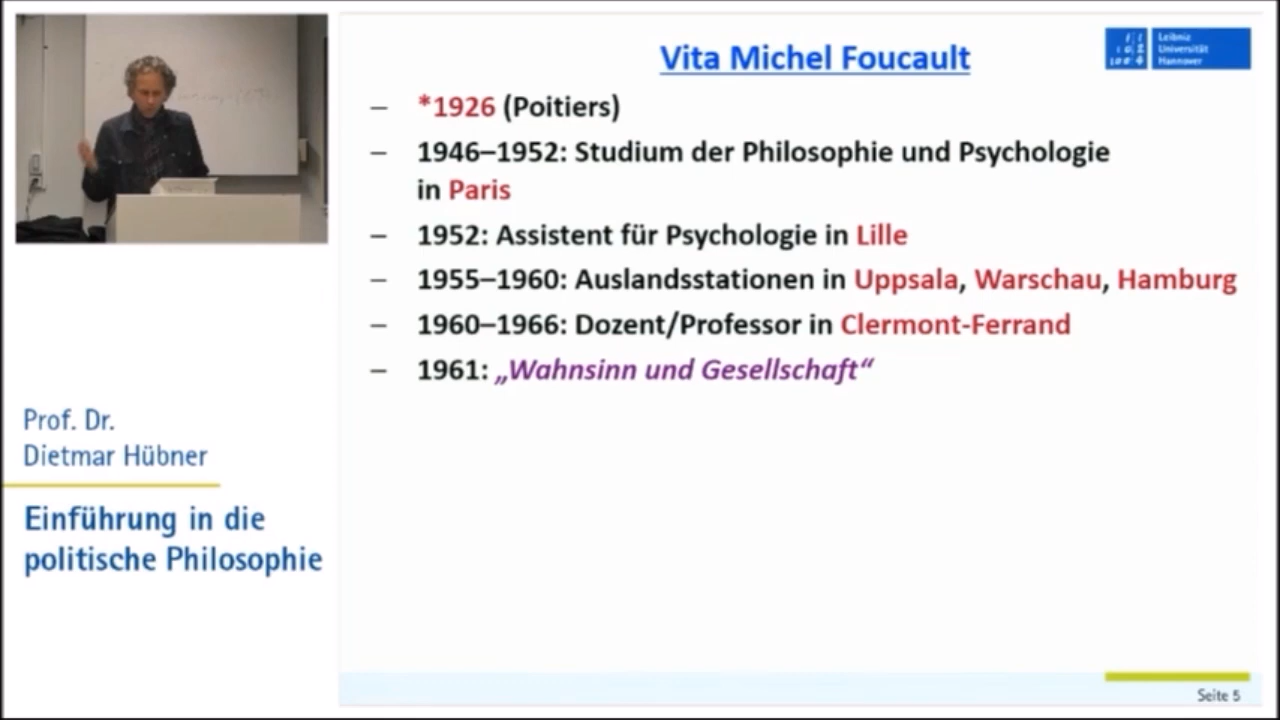 Vita Michel Foucault
Leibniz
Universität
Hannover
– *1926 (Poitiers)
– 1946–1952: Studium der Philosophie und Psychologie
in Paris
– 1952: Assistent für Psychologie in Lille
– 1955–1960: Auslandsstationen in Uppsala, Warschau, Hamburg
– 1960–1966: Dozent/Professor in Clermont-Ferrand
– 1961: „Wahnsinn und Gesellschaft“
Prof. Dr.
Dietmar Hübner
Einführung in die
politische Philosophie
Seite 5